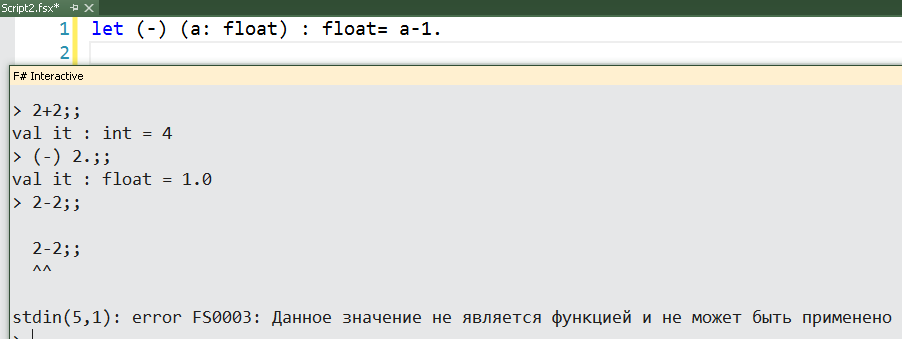 Script2.fsx*
1 let (-) (a: float) : float= a-1.
2
F# Interactive
> 2+2;;
val it : int = 4
> (-) 2.;;
val it : float = 1.0
> 2-2;;
2-2;;
^^
stdin(5,1): error FS0003: Данное значение не является функцией и не может быть применено
>